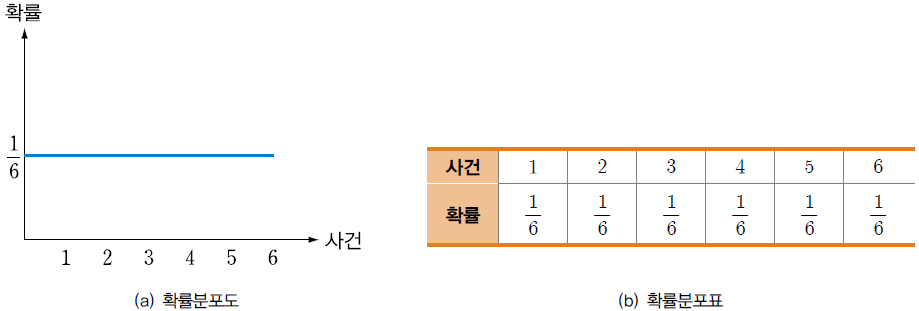 확률
1
6
1 2 3 4 5 6
사건
(a) 확률분포도
사건 1 2 3 4 5 6
확률 1/6 1/6 1/6 1/6 1/6 1/6
(b) 확률분포표